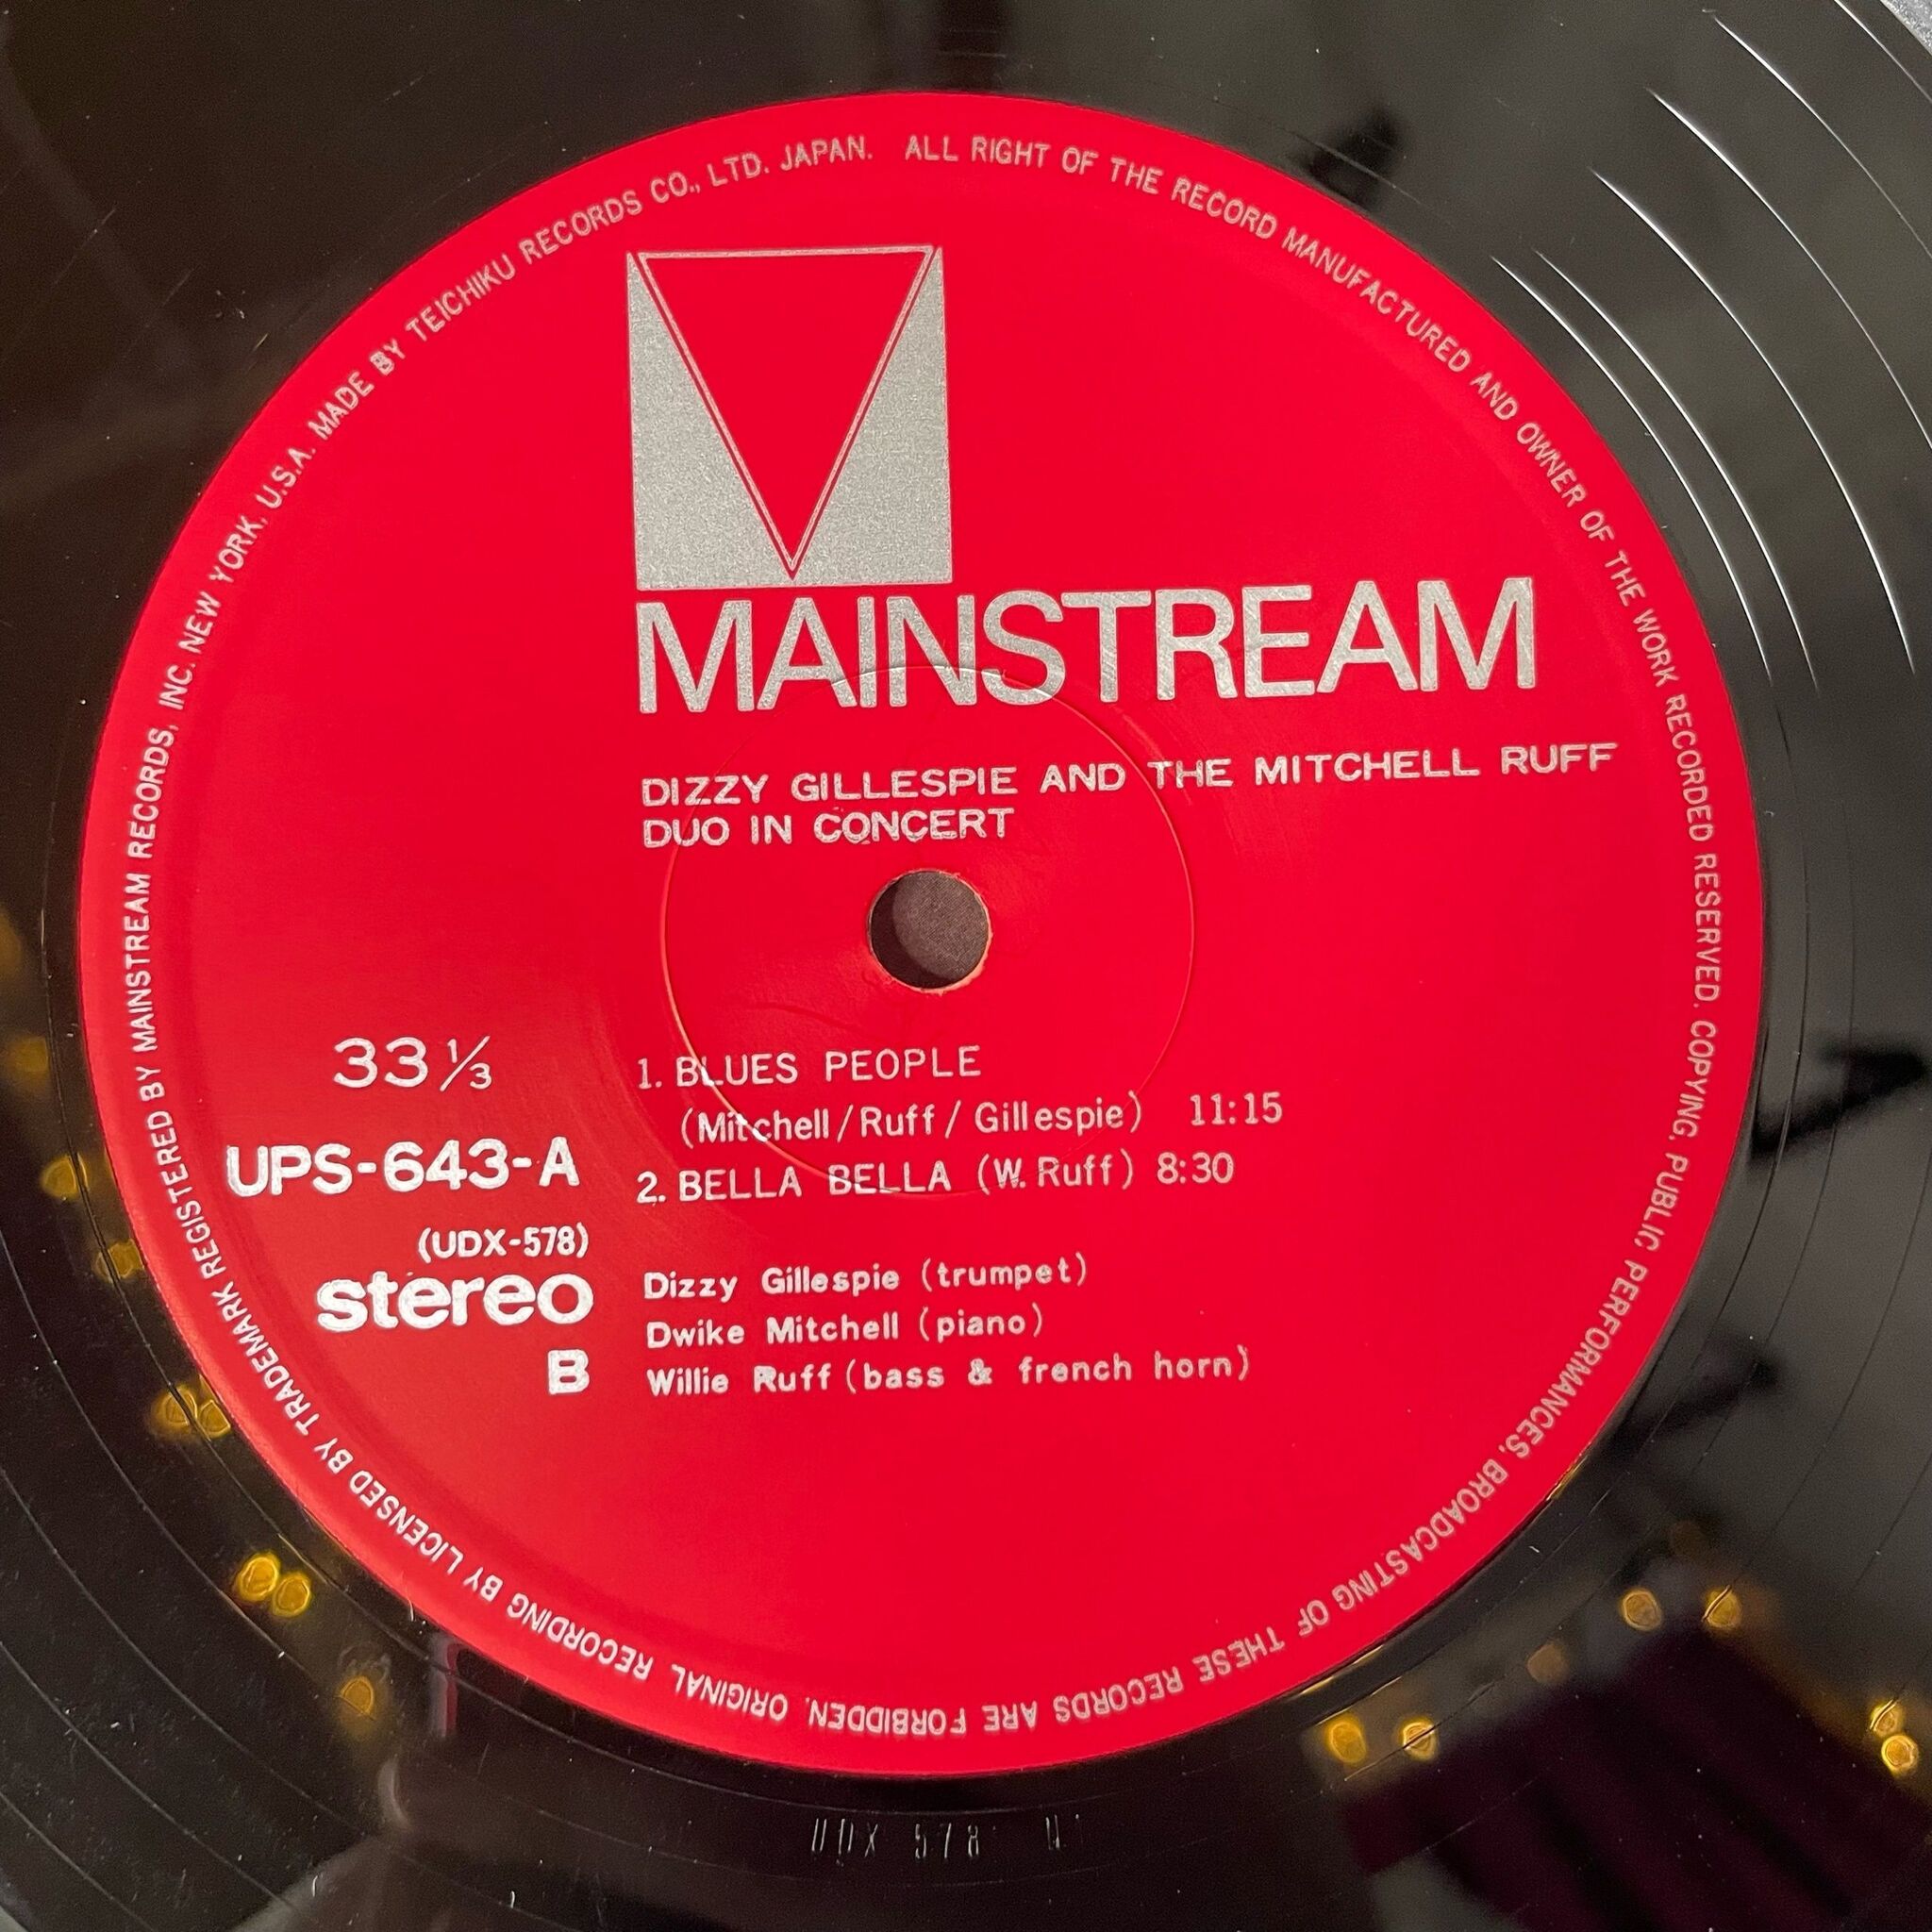 ORIGINAL RECORDING BY LICENSED BY TRADEMARK REGISTERED BY MAINSTREAM RECORDS, INC. NEW YORK, U.S.A. MADE BY TEICHIKU RECORDS CO., LTD. JAPAN. ALL RIGHT OF THE RECORD MANUFACTURED AND OWNER OF THE WORK RECORDED RESERVED. COPYING, PUBLIC PERFORMANCES, BROADCASTING OF THESE RECORDS ARE FORBIDDEN.
MAINSTREAM
DIZZY GILLESPIE AND THE MITCHELL RUFF
DUO IN CONCERT
33 1/3
UPS-643-A
(UDX-578)
stereo
B
1. BLUES PEOPLE
(Mitchell/Ruff/Gillespie) 11:15
2. BELLA BELLA (W. Ruff) 8:30
Dizzy Gillespie (trumpet)
Dwike Mitchell (piano)
Willie Ruff (bass & french horn)
UDX 578